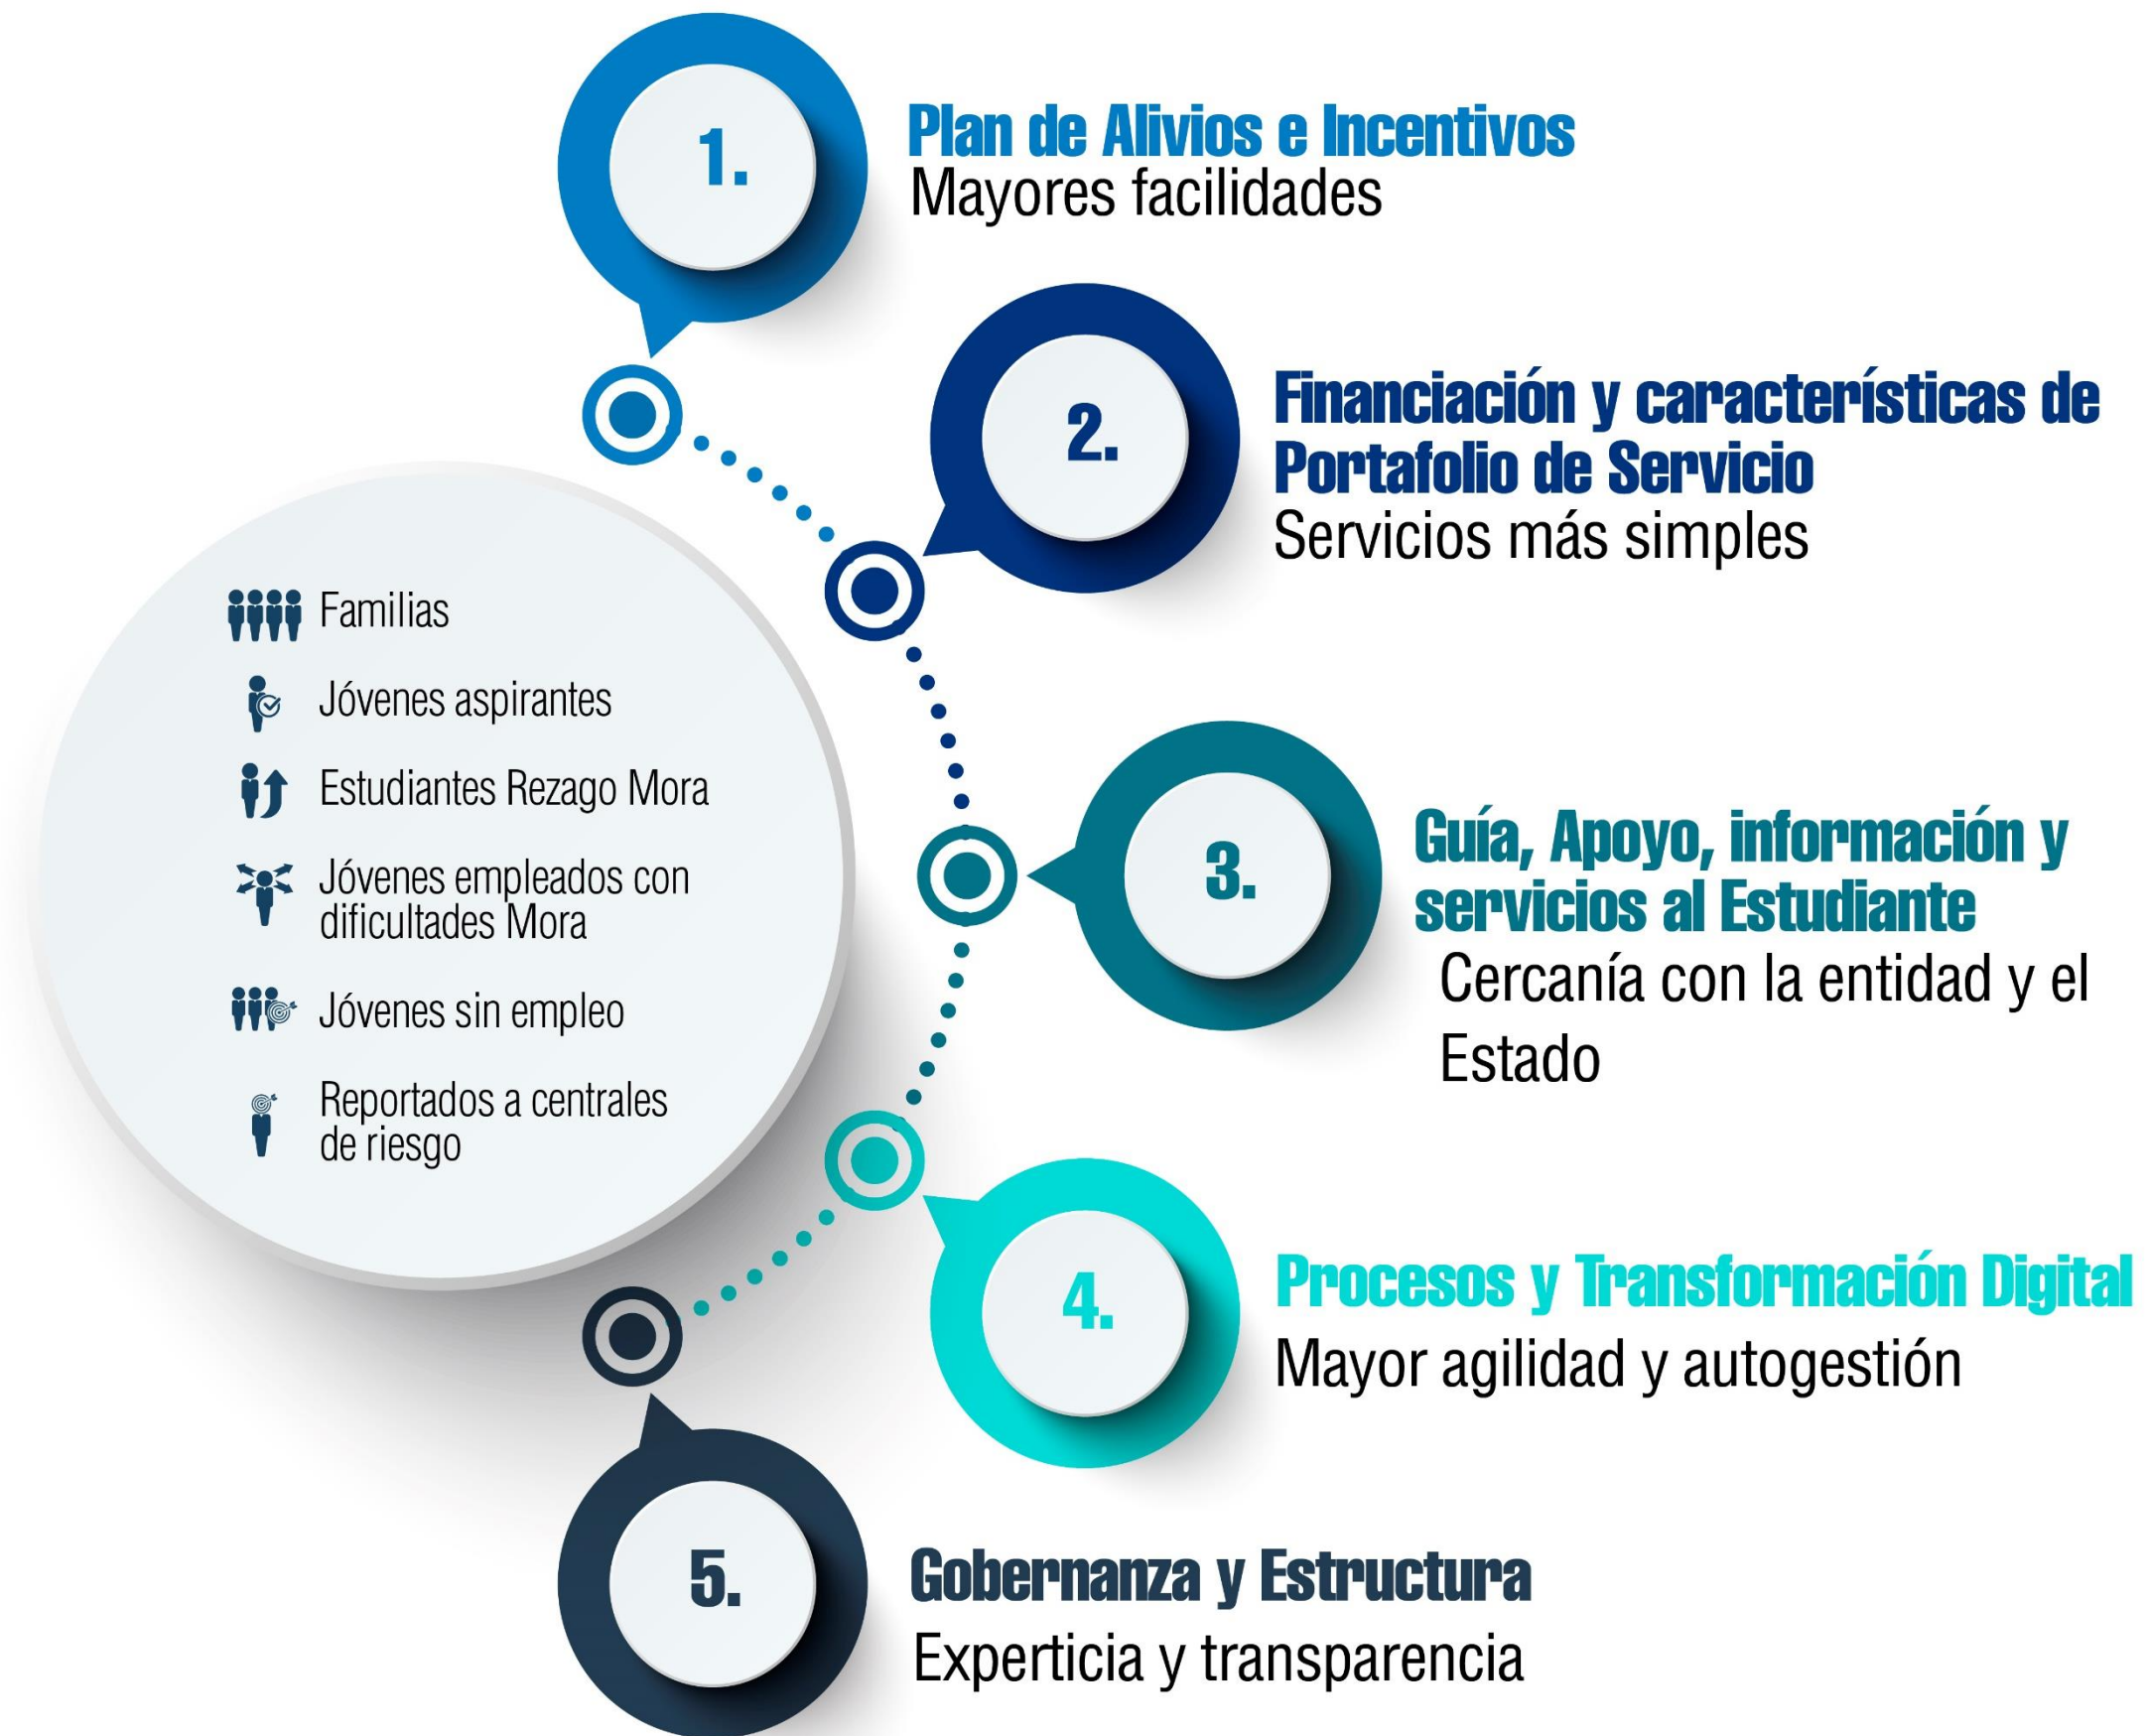 1.
Plan de Alivios e Incentivos
Mayores facilidades
2.
Financiación y características de
Portafolio de Servicio
Servicios más simples
Familias
Jóvenes aspirantes
Estudiantes Rezago Mora
Jóvenes empleados con
dificultades Mora
Jóvenes sin empleo
Reportados a centrales
de riesgo
3.
Guía, Apoyo, información y
servicios al Estudiante
Cercanía con la entidad y el
Estado
4.
Procesos y Transformación Digital
Mayor agilidad y autogestión
5.
Gobernanza y Estructura
Experticia y transparencia